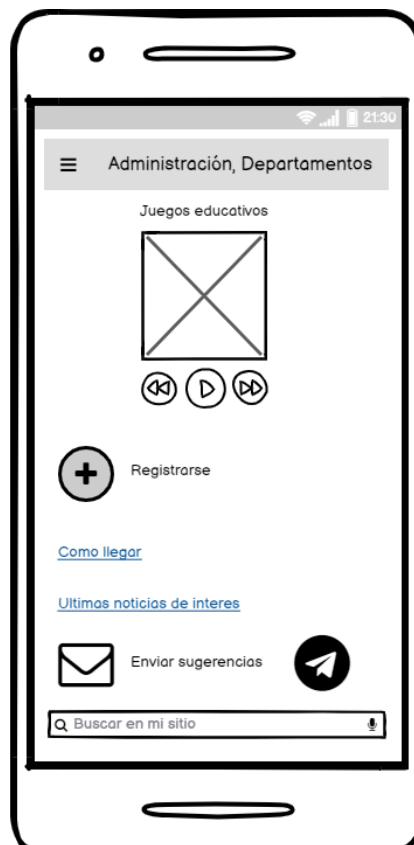 21:30
Administración, Departamentos
Juegos educativos
Registrarse
Como llegar
Ultimas noticias de interes
Enviar sugerencias
Buscar en mi sitio